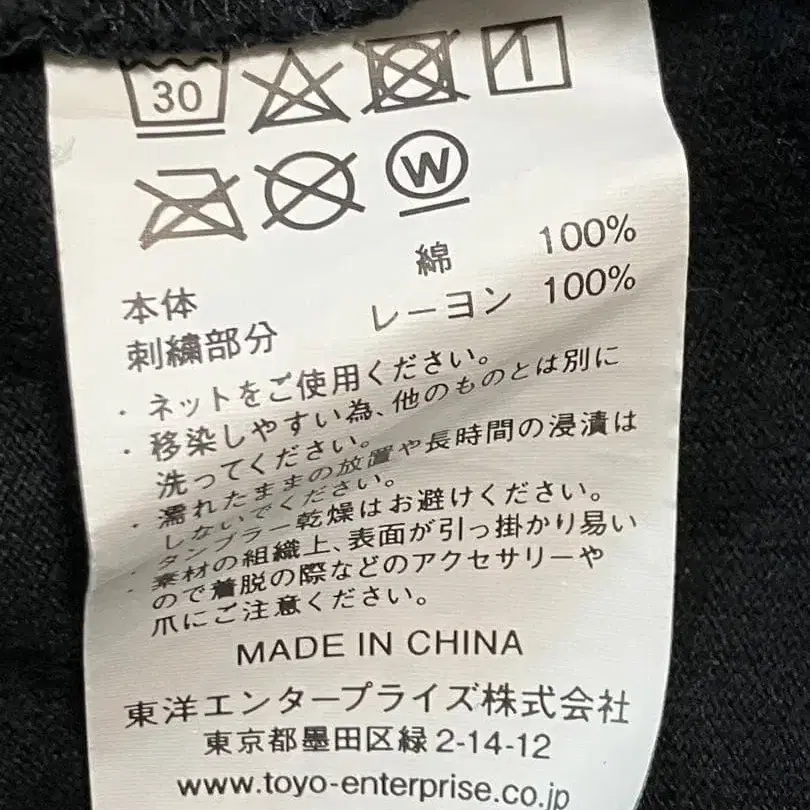 30
W
綿 100%
本体
レーヨン 100%
刺繍部分
・ネットをご使用ください。
・移染しやすい為、他のものとは別に
洗ってください。
・濡れたままの放置や長時間の浸漬は
しないでください。
・タンブラー乾燥はお避けください。
・素材の組織上、表面が引っ掛かり易い
ので着脱の際などのアクセサリーや
爪にご注意ください。
MADE IN CHINA
東洋エンタープライズ株式会社
東京都墨田区緑2-14-12
www.toyo-enterprise.co.jp